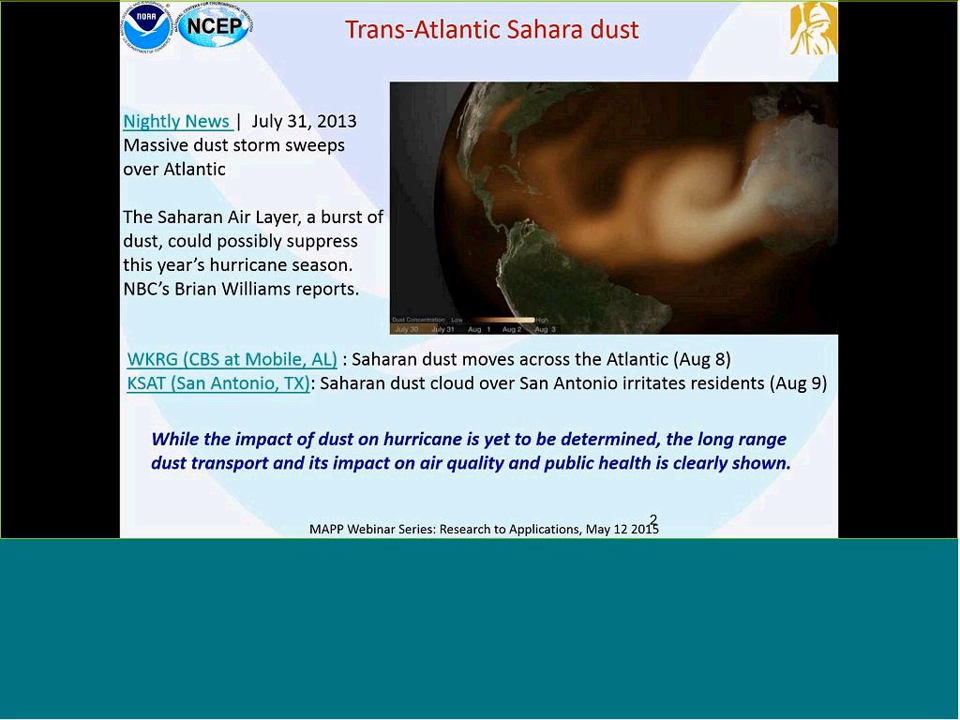 NOAA
NCEP
Trans-Atlantic Sahara dust
Nightly News | July 31, 2013
Massive dust storm sweeps
over Atlantic
The Saharan Air Layer, a burst of
dust, could possibly suppress
this year's hurricane season.
NBC's Brian Williams reports.
Dust Concentration Low High
July 30 July 31 Aug 1 Aug 2 Aug 3
WKRG (CBS at Mobile, AL) : Saharan dust moves across the Atlantic (Aug 8)
KSAT (San Antonio, TX): Saharan dust cloud over San Antonio irritates residents (Aug 9)
While the impact of dust on hurricane is yet to be determined, the long range
dust transport and its impact on air quality and public health is clearly shown.
2
MAPP Webinar Series: Research to Applications, May 12 2015